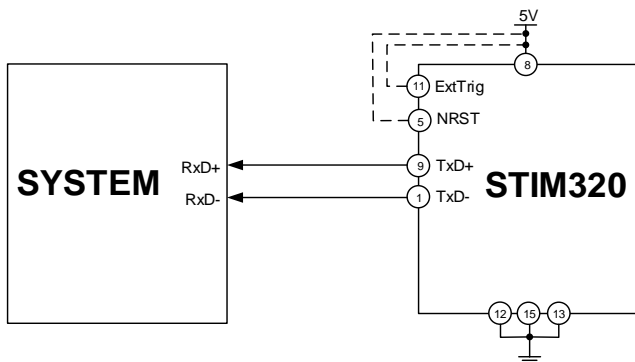 5V
8
11 ExtTrig
5 NRST
RxD+ 9 TxD+
SYSTEM STIM320
RxD- 1 TxD-
12 15 13